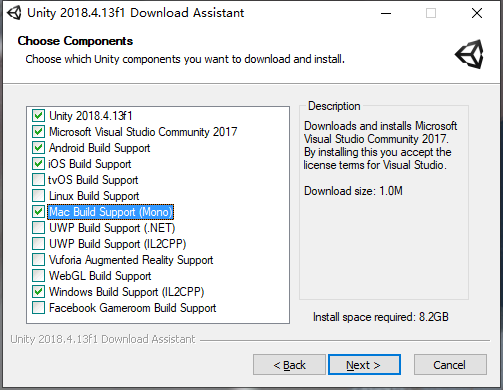 Unity 2018.4.13f1 Download Assistant
Choose Components
Choose which Unity components you want to download and install.
Unity 2018.4.13f1
Microsoft Visual Studio Community 2017
Android Build Support
iOS Build Support
tvOS Build Support
Linux Build Support
Mac Build Support (Mono)
UWP Build Support (.NET)
UWP Build Support (IL2CPP)
Vuforia Augmented Reality Support
WebGL Build Support
Windows Build Support (IL2CPP)
Facebook Gameroom Build Support
Description
Downloads and installs Microsoft
Visual Studio Community 2017.
By installing this you accept the
license terms for Visual Studio.
Download size: 1.0M
Install space required: 8.2GB
Unity 2018.4.13f1 Download Assistant
< Back
Next >
Cancel